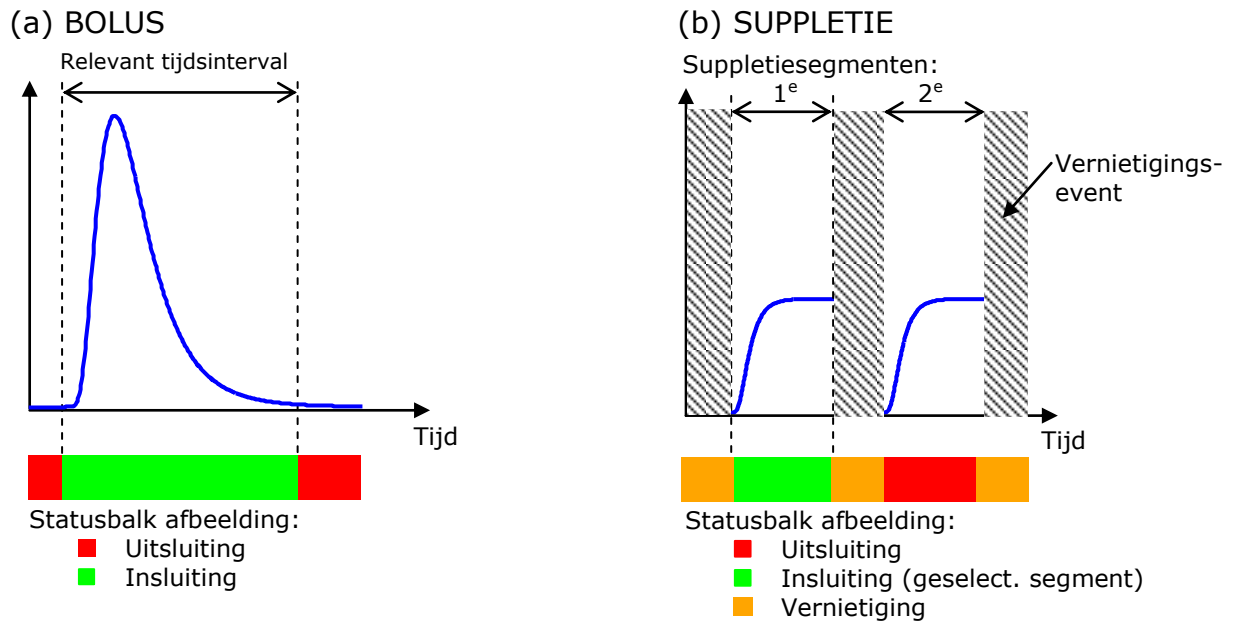 (a) BOLUS
Relevant tijdsinterval
Tijd
Statusbalk afbeelding:
Uitsluiting
Insluiting
(b) SUPPLETIE
Suppletiesegmenten:
1e
2e
Vernietigings-
event
Tijd
Statusbalk afbeelding:
Uitsluiting
Insluiting (geselect. segment)
Vernietiging